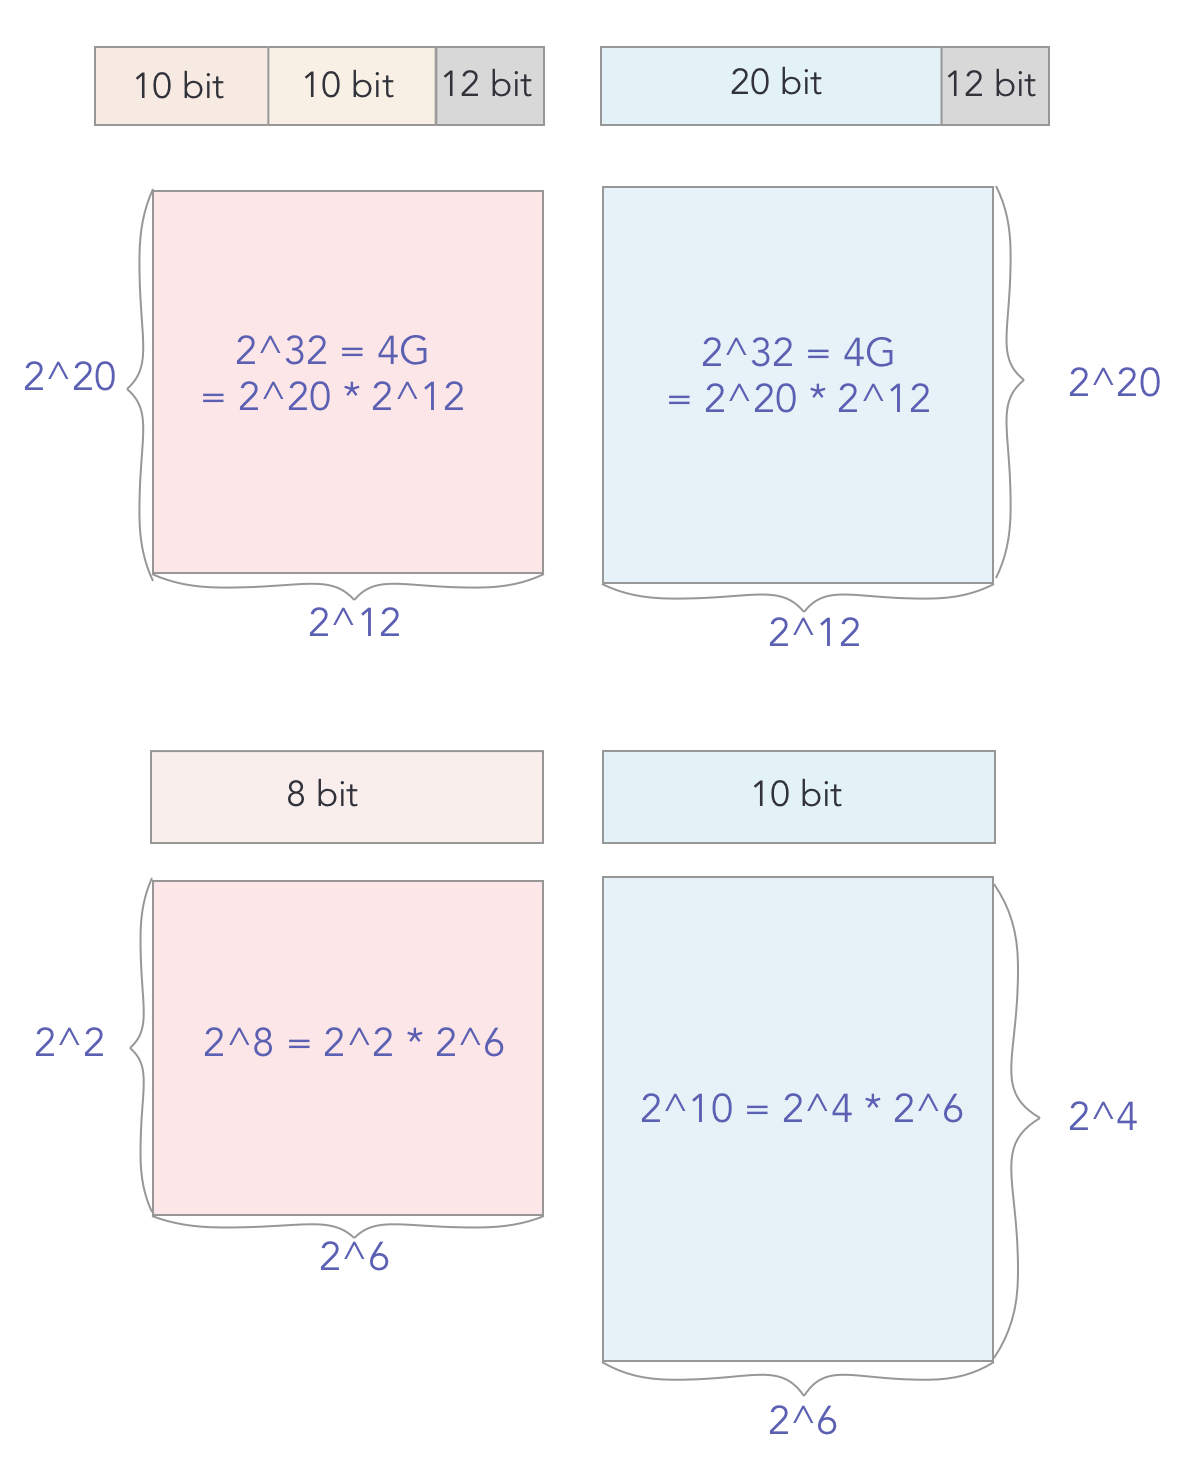 10 bit
10 bit
12 bit
20 bit
12 bit
2^32 = 4G
= 2^20 * 2^12
2^20
2^12
2^32 = 4G
= 2^20 * 2^12
2^20
2^12
8 bit
10 bit
2^2
2^8 = 2^2 * 2^6
2^6
2^10 = 2^4 * 2^6
2^4
2^6